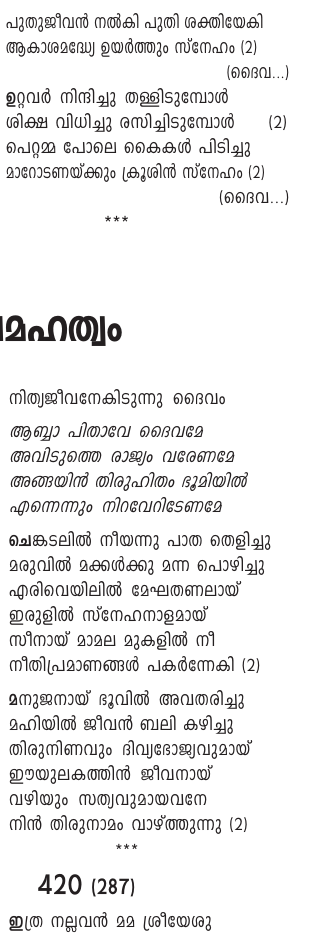 പുതുജീവൻ നൽകി പുതി ശക്തിയേകി
ആകാശമദ്ധ്യേ ഉയർത്തും സ്നേഹം (2)
(ദൈവ...)
ഉറ്റവർ നിന്ദിച്ചു തള്ളിടുമ്പോൾ
ശിക്ഷ വിധിച്ചു രസിച്ചിടുമ്പോൾ (2)
പെറ്റമ്മ പോലെ കൈകൾ പിടിച്ചു
മാറോടണയ്ക്കും ക്രൂശിൻ സ്നേഹം (2)
(ദൈവ...)
***
മഹത്വം
നിത്യജീവനേകിടുന്നു ദൈവം
ആബ്ബാ പിതാവേ ദൈവമേ
അവിടുത്തെ രാജ്യം വരേണമേ
അങ്ങയിൻ തിരുഹിതം ഭൂമിയിൽ
എന്നെന്നും നിറവേറിടേണമേ
ചെങ്കടലിൽ നീയന്നു പാത തെളിച്ചു
മരുവിൽ മക്കൾക്കു മന്ന പൊഴിച്ചു
എരിവെയിലിൽ മേഘതണലായ്
ഇരുളിൽ സ്നേഹനാളമായ്
സീനായ് മാമല മുകളിൽ നീ
നീതിപ്രമാണങ്ങൾ പകർന്നേകി (2)
മനുജനായ് ഭൂവിൽ അവതരിച്ചു
മഹിയിൽ ജീവൻ ബലി കഴിച്ചു
തിരുനിണവും ദിവ്യഭോജ്യവുമായ്
ഈയുലകത്തിൻ ജീവനായ്
വഴിയും സത്യവുമായവനേ
നിൻ തിരുനാമം വാഴ്ത്തുന്നു (2)
***
420 (287)
ഇത്ര നല്ലവൻ മമ ശ്രീയേശു